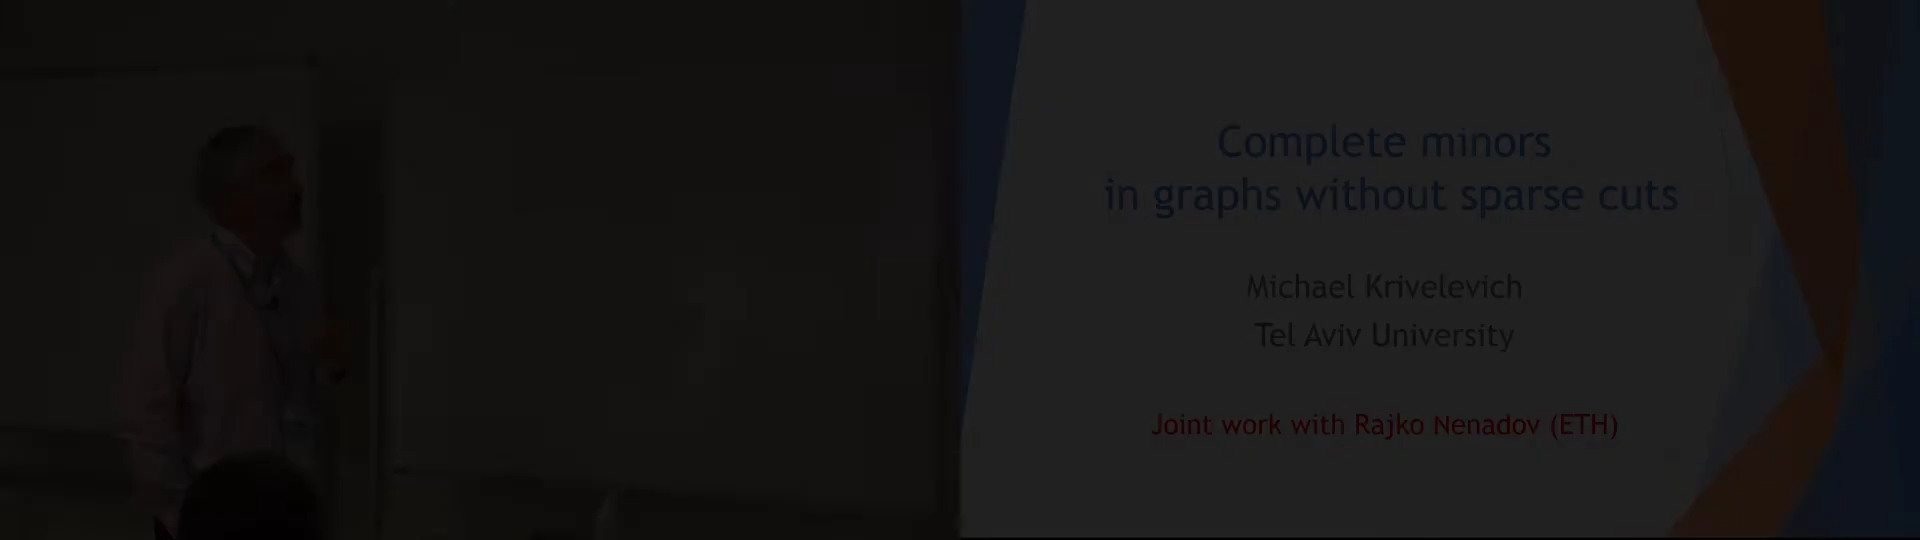 Complete minors
in graphs without sparse cuts
Michael Krivelevich
Tel Aviv University
Joint work with Rajko Nenadov (ETH)